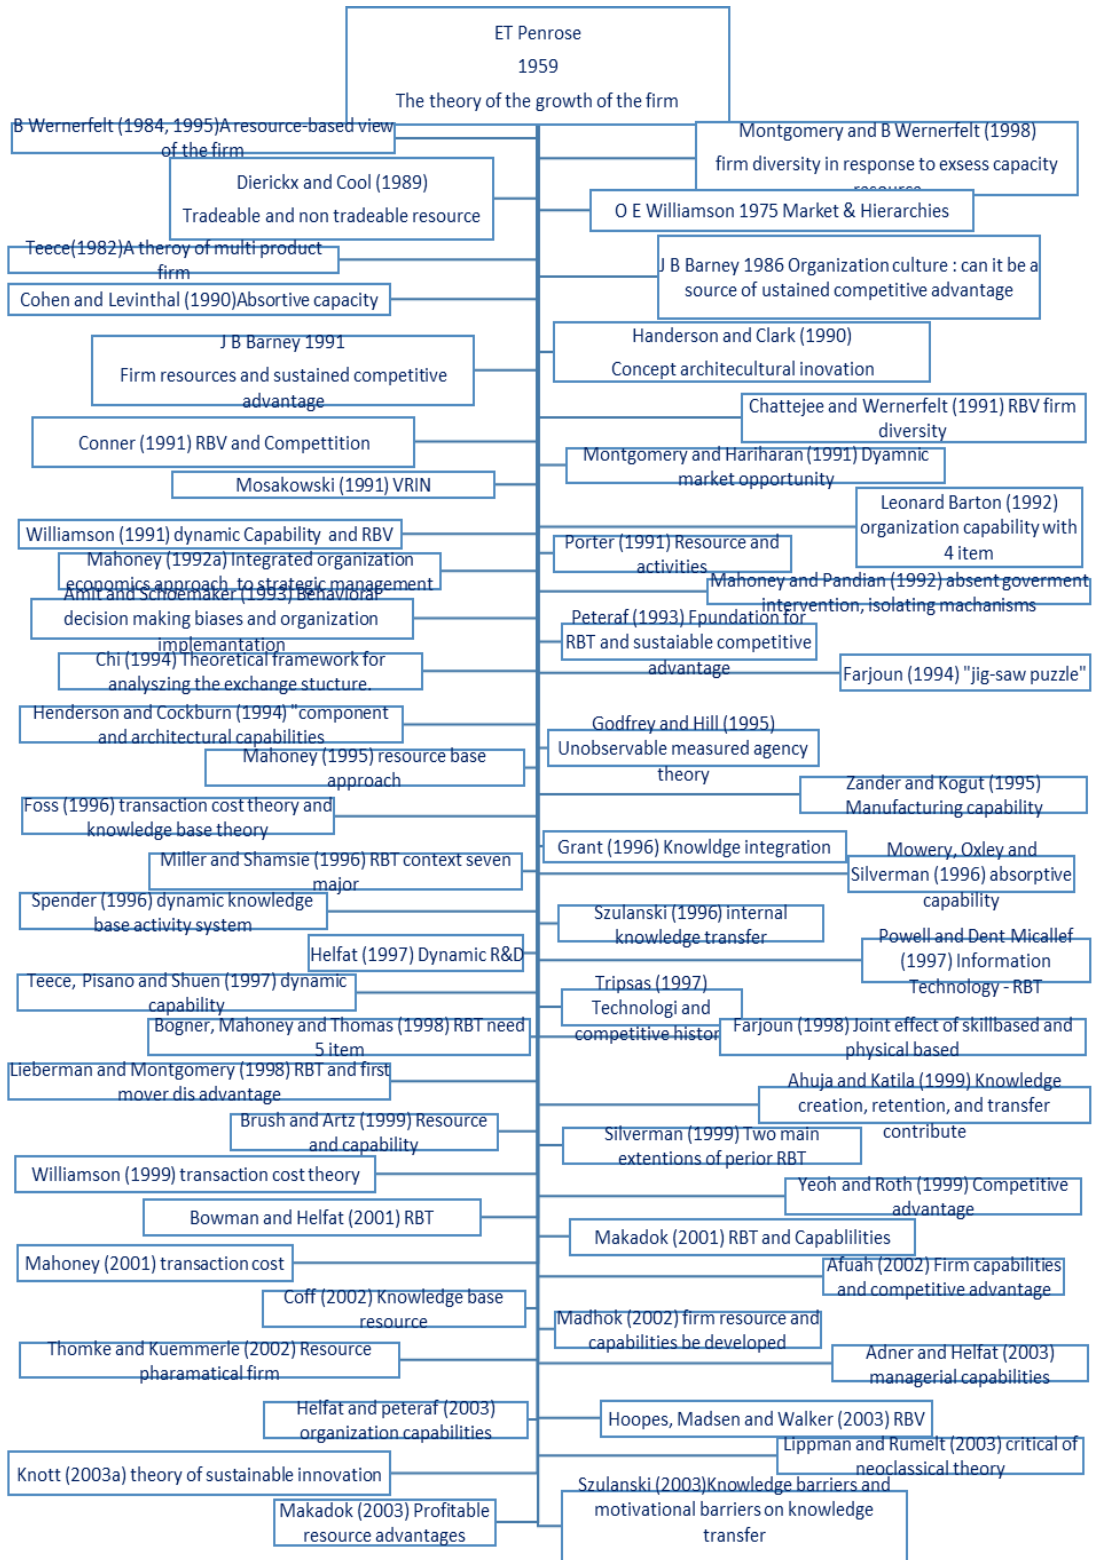 ET Penrose
1959
The theory of the growth of the firm
B Wernerfelt (1984, 1995)A resource-based view
of the firm
Montgomery and B Wernerfelt (1998)
firm diversity in response to exsess capacity
resource
Dierickx and Cool (1989)
Tradeable and non tradeable resource
O E Williamson 1975 Market & Hierarchies
Teece(1982)A theroy of multi product
firm
J B Barney 1986 Organization culture : can it be a
source of ustained competitive advantage
Cohen and Levinthal (1990)Absortive capacity
Handerson and Clark (1990)
Concept architecultural inovation
J B Barney 1991
Firm resources and sustained competitive
advantage
Chattejee and Wernerfelt (1991) RBV firm
diversity
Conner (1991) RBV and Compettition
Montgomery and Hariharan (1991) Dyamnic
market opportunity
Mosakowski (1991) VRIN
Leonard Barton (1992)
organization capability with
4 item
Williamson (1991) dynamic Capability and RBV
Porter (1991) Resource and
activities
Mahoney (1992a) Integrated organization
economics approach to strategic management
Mahoney and Pandian (1992) absent goverment
intervention, isolating machanisms
Amit and Schoemaker (1993) Behavioral
decision making biases and organization
implemantation
Peteraf (1993) Fpundation for
RBT and sustaiable competitive
advantage
Chi (1994) Theoretical framework for
analyszing the exchange stucture.
Farjoun (1994) "jig-saw puzzle"
Henderson and Cockburn (1994) "component
and architectural capabilities
Godfrey and Hill (1995)
Unobservable measured agency
theory
Mahoney (1995) resource base
approach
Zander and Kogut (1995)
Manufacturing capability
Foss (1996) transaction cost theory and
knowledge base theory
Grant (1996) Knowldge integration
Miller and Shamsie (1996) RBT context seven
major
Mowery, Oxley and
Silverman (1996) absorptive
capability
Spender (1996) dynamic knowledge
base activity system
Szulanski (1996) internal
knowledge transfer
Helfat (1997) Dynamic R&D
Powell and Dent Micallef
(1997) Information
Technology - RBT
Teece, Pisano and Shuen (1997) dynamic
capability
Tripsas (1997)
Technologi and
competitive histor
Bogner, Mahoney and Thomas (1998) RBT need
5 item
Farjoun (1998) Joint effect of skillbased and
physical based
Lieberman and Montgomery (1998) RBT and first
mover dis advantage
Ahuja and Katila (1999) Knowledge
creation, retention, and transfer
contribute
Brush and Artz (1999) Resource
and capability
Silverman (1999) Two main
extentions of perior RBT
Williamson (1999) transaction cost theory
Yeoh and Roth (1999) Competitive
advantage
Bowman and Helfat (2001) RBT
Makadok (2001) RBT and Capablilities
Mahoney (2001) transaction cost
Afuah (2002) Firm capabilities
and competitive advantage
Coff (2002) Knowledge base
resource
Madhok (2002) firm resource and
capabilities be developed
Thomke and Kuemmerle (2002) Resource
pharamatical firm
Adner and Helfat (2003)
managerial capabilities
Helfat and peteraf (2003)
organization capabilities
Hoopes, Madsen and Walker (2003) RBV
Lippman and Rumelt (2003) critical of
neoclassical theory
Knott (2003a) theory of sustainable innovation
Szulanski (2003)Knowledge barriers and
motivational barriers on knowledge
transfer
Makadok (2003) Profitable
resource advantages